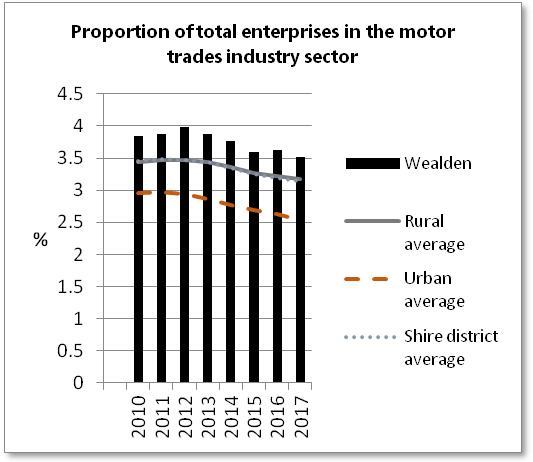 Proportion of total enterprises in the motor
trades industry sector
4.5
4
3.5
3
2.5
2
1.5
1
0.5
0
%
2010
2011
2012
2013
2014
2015
2016
2017
Wealden
Rural
average
Urban
average
Shire district
average